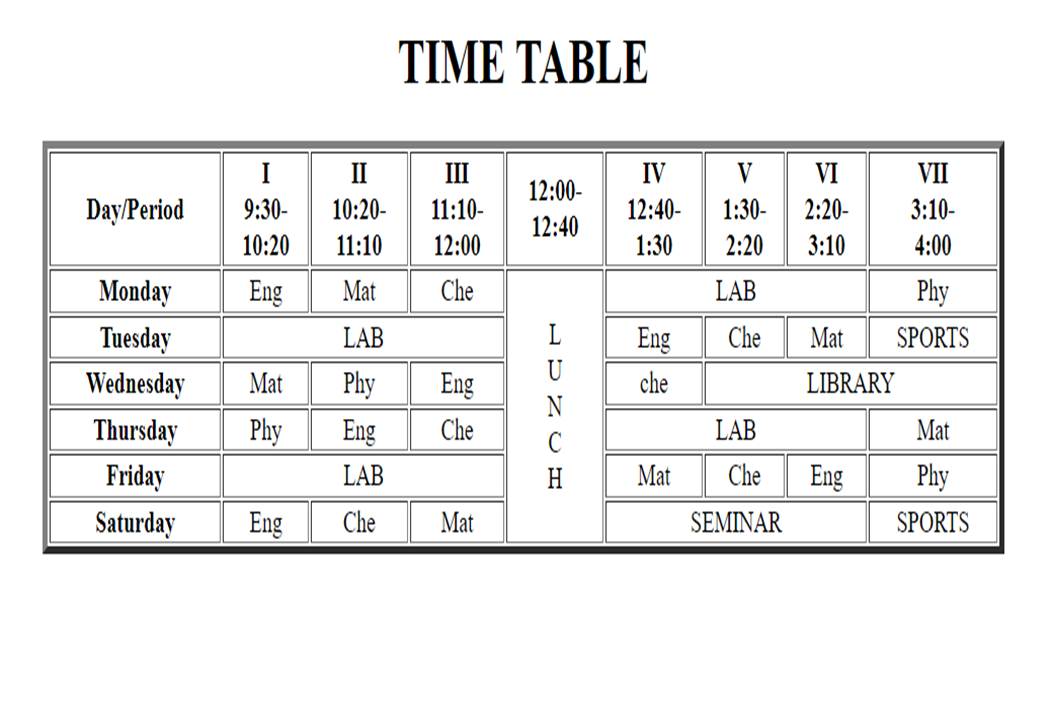 TIME TABLE
Day/Period I 9:30-10:20 II 10:20-11:10 III 11:10-12:00 12:00-12:40 IV 12:40-1:30 V 1:30-2:20 VI 2:20-3:10 VII 3:10-4:00
Monday Eng Mat Che LUNCH LAB Phy
Tuesday LAB Eng Che Mat SPORTS
Wednesday Mat Phy Eng che LIBRARY
Thursday Phy Eng Che LAB Mat
Friday LAB Mat Che Eng Phy
Saturday Eng Che Mat SEMINAR SPORTS